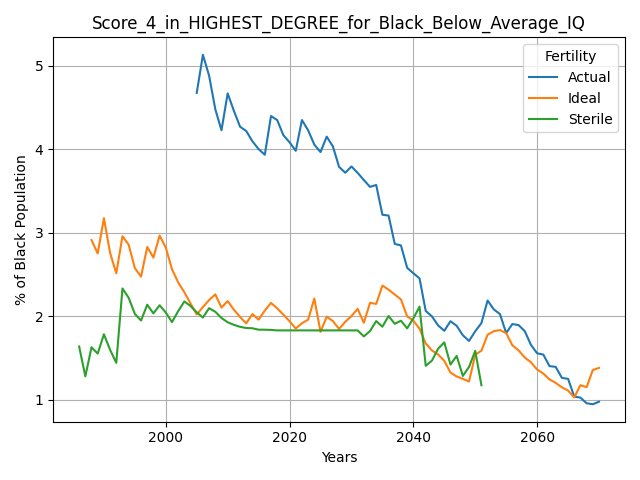 Score_4_in_HIGHEST_DEGREE_for_Black_Below_Average_IQ
Fertility
Actual
Ideal
Sterile
% of Black Population
5
4
3
2
1
2000 2020 2040 2060
Years